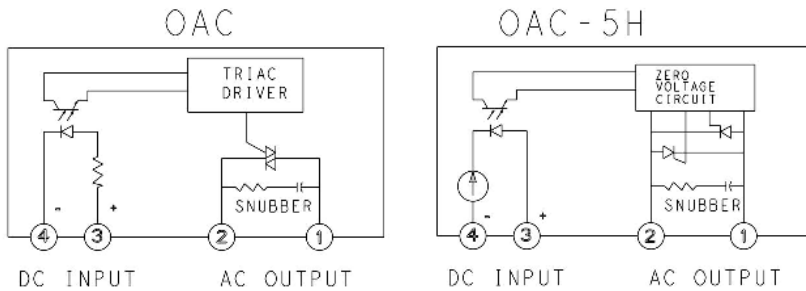 OAC
TRIAC
DRIVER
SNUBBER
- +
4 3 2 1
DC INPUT AC OUTPUT
OAC-5H
ZERO
VOLTAGE
CIRCUIT
SNUBBER
- +
4 3 2 1
DC INPUT AC OUTPUT